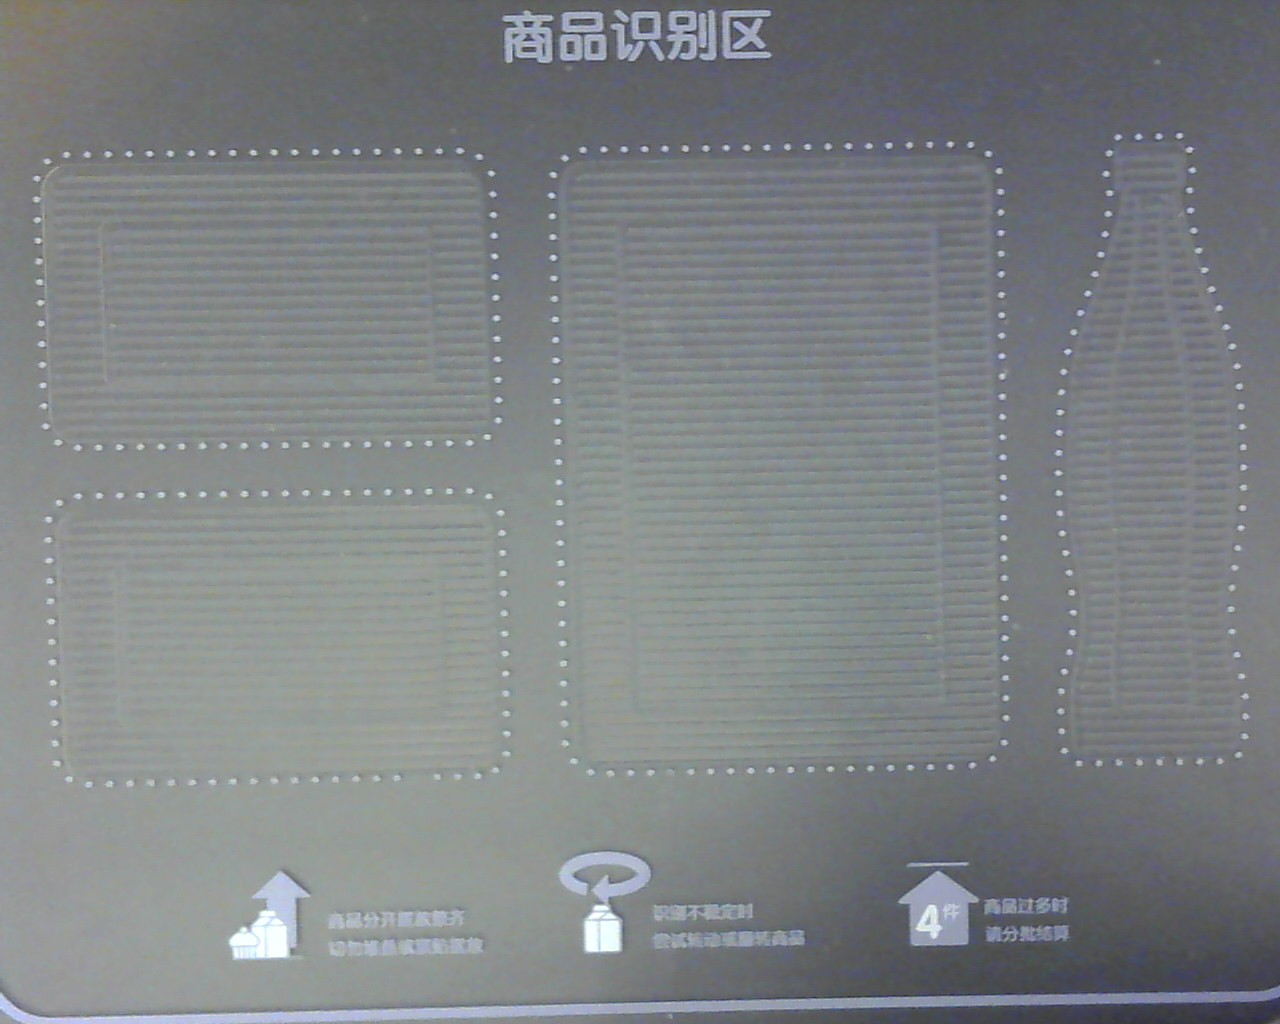 商品识别区
商品分开摆放整齐
切勿堆叠或紧贴摆放
识别不稳定时
尝试转动或翻转商品
4件
商品过多时
请分批结算